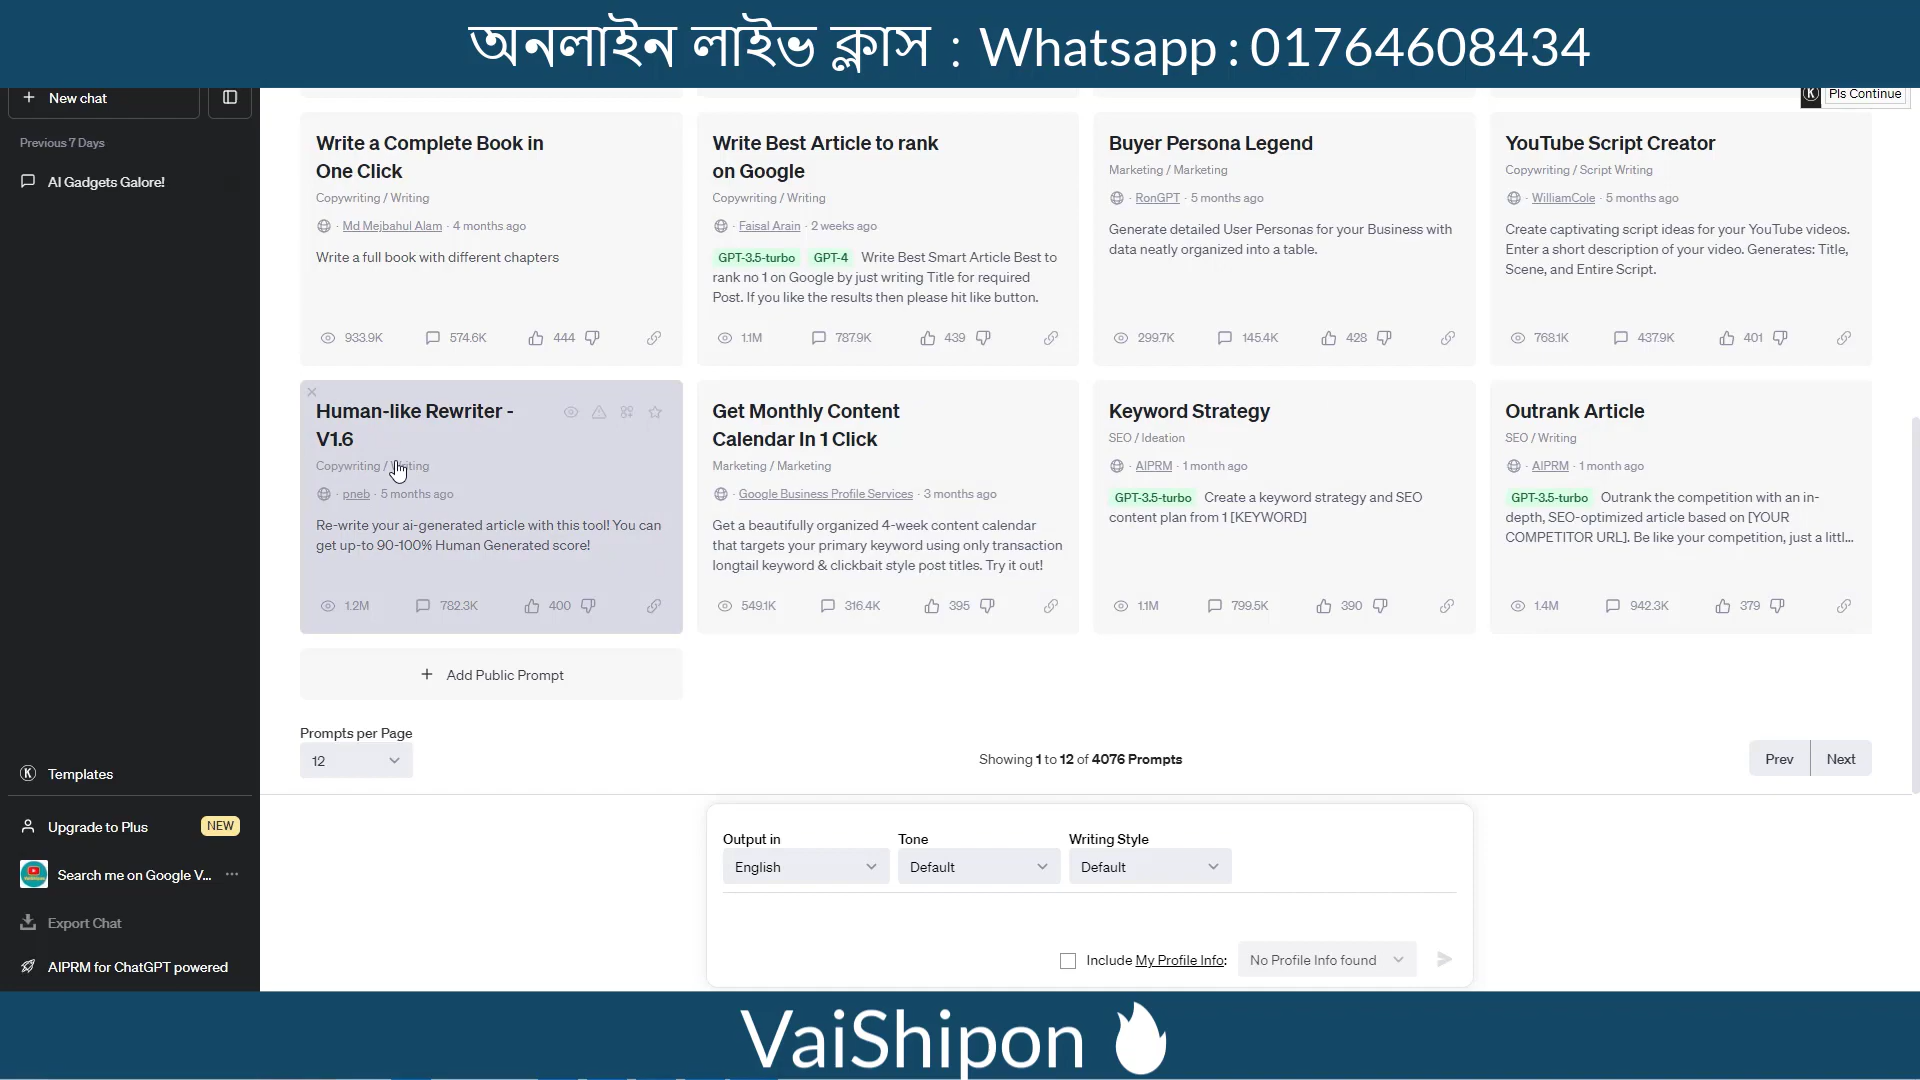 অনলাইন লাইভ ক্লাস : Whatsapp : 01764608434
New chat
Pls Continue
Previous 7 Days
AI Gadgets Galore!
Write a Complete Book in
One Click
Copywriting / Writing
· Md Mejbahul Alam · 4 months ago
Write a full book with different chapters
933.9K 574.6K 444
Write Best Article to rank
on Google
Copywriting / Writing
· Faisal Arain · 2 weeks ago
GPT-3.5-turbo GPT-4 Write Best Smart Article Best to
rank no 1 on Google by just writing Title for required
Post. If you like the results then please hit like button.
1.1M 787.9K 439
Buyer Persona Legend
Marketing / Marketing
· RonGPT · 5 months ago
Generate detailed User Personas for your Business with
data neatly organized into a table.
299.7K 145.4K 428
YouTube Script Creator
Copywriting / Script Writing
· WilliamCole · 5 months ago
Create captivating script ideas for your YouTube videos.
Enter a short description of your video. Generates: Title,
Scene, and Entire Script.
768.1K 437.9K 401
Human-like Rewriter -
V1.6
Copywriting / Writing
· pneb · 5 months ago
Re-write your ai-generated article with this tool! You can
get up-to 90-100% Human Generated score!
1.2M 782.3K 400
Get Monthly Content
Calendar In 1 Click
Marketing / Marketing
· Google Business Profile Services · 3 months ago
Get a beautifully organized 4-week content calendar
that targets your primary keyword using only transaction
longtail keyword & clickbait style post titles. Try it out!
549.1K 316.4K 395
Keyword Strategy
SEO / Ideation
· AIPRM · 1 month ago
GPT-3.5-turbo Create a keyword strategy and SEO
content plan from 1 [KEYWORD]
1.1M 799.5K 390
Outrank Article
SEO / Writing
· AIPRM · 1 month ago
GPT-3.5-turbo Outrank the competition with an in-
depth, SEO-optimized article based on [YOUR
COMPETITOR URL]. Be like your competition, just a littl...
1.4M 942.3K 379
+ Add Public Prompt
Prompts per Page
12
Showing 1 to 12 of 4076 Prompts
Prev Next
Templates
Upgrade to Plus NEW
Search me on Google V... ...
Export Chat
AIPRM for ChatGPT powered
Output in Tone Writing Style
English Default Default
Include My Profile Info: No Profile Info found
VaiShipon